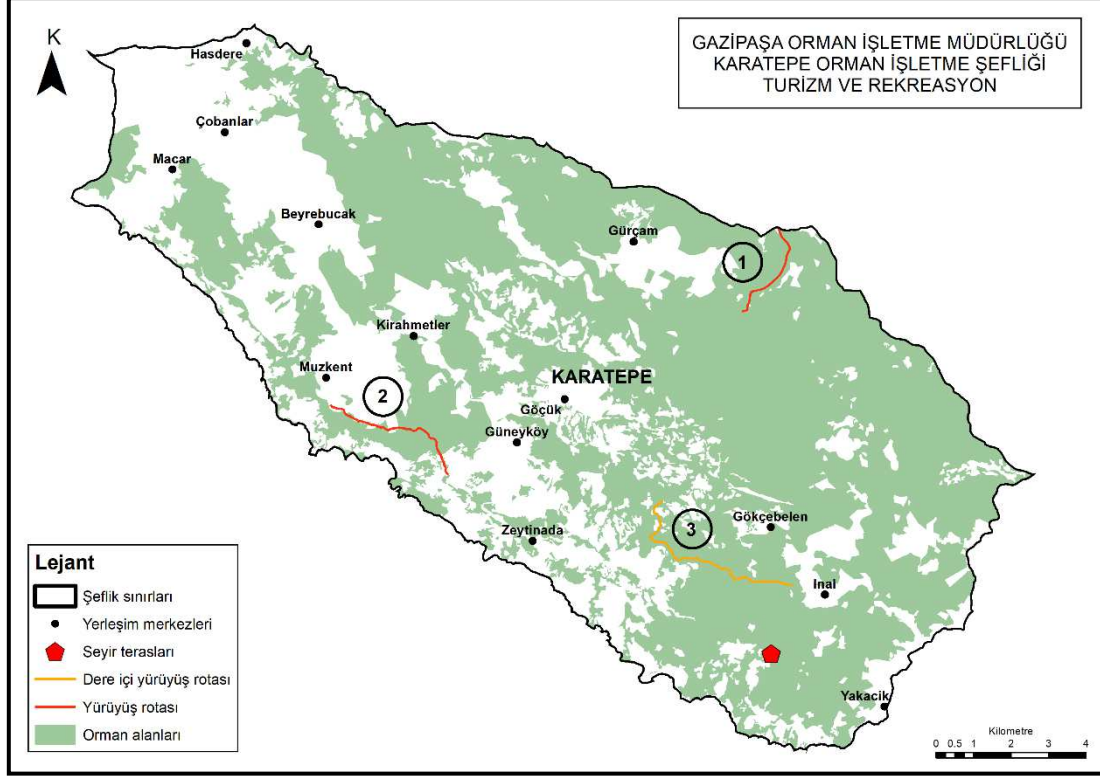 GAZİPAŞA ORMAN İŞLETME MÜDÜRLÜĞÜ
KARATEPE ORMAN İŞLETME ŞEFLİĞİ
TURİZM VE REKREASYON
K
Hasdere
Çobanlar
Macar
Beyrebucak
Gürçam
1
Kirahmetler
Muzkent
2
KARATEPE
Göçük
Güneyköy
3
Gökçebelen
Zeytinada
Inal
Yakacik
Lejant
Şeflik sınırları
Yerleşim merkezleri
Seyir terasları
Dere içi yürüyüş rotası
Yürüyüş rotası
Orman alanları
Kilometre
0 0.5 1 2 3 4